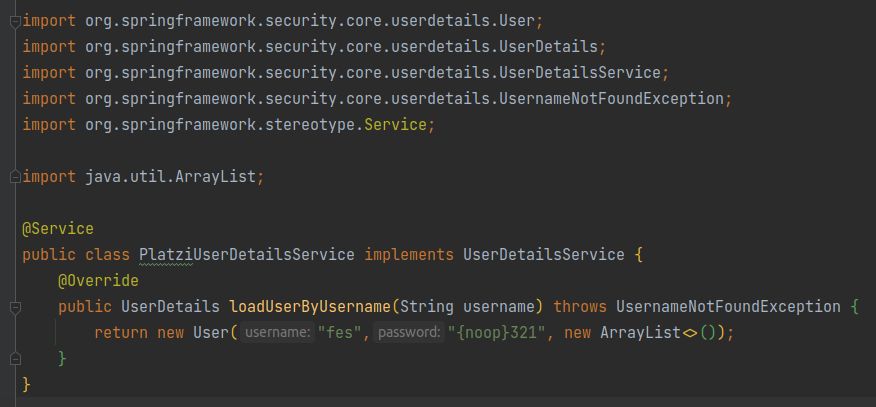 import org.springframework.security.core.userdetails.User;
import org.springframework.security.core.userdetails.UserDetails;
import org.springframework.security.core.userdetails.UserDetailsService;
import org.springframework.security.core.userdetails.UsernameNotFoundException;
import org.springframework.stereotype.Service;

import java.util.ArrayList;

@Service
public class PlatziUserDetailsService implements UserDetailsService {
    @Override
    public UserDetails loadUserByUsername(String username) throws UsernameNotFoundException {
        return new User( username: "fes", password: "{noop}321", new ArrayList<>());
    }
}